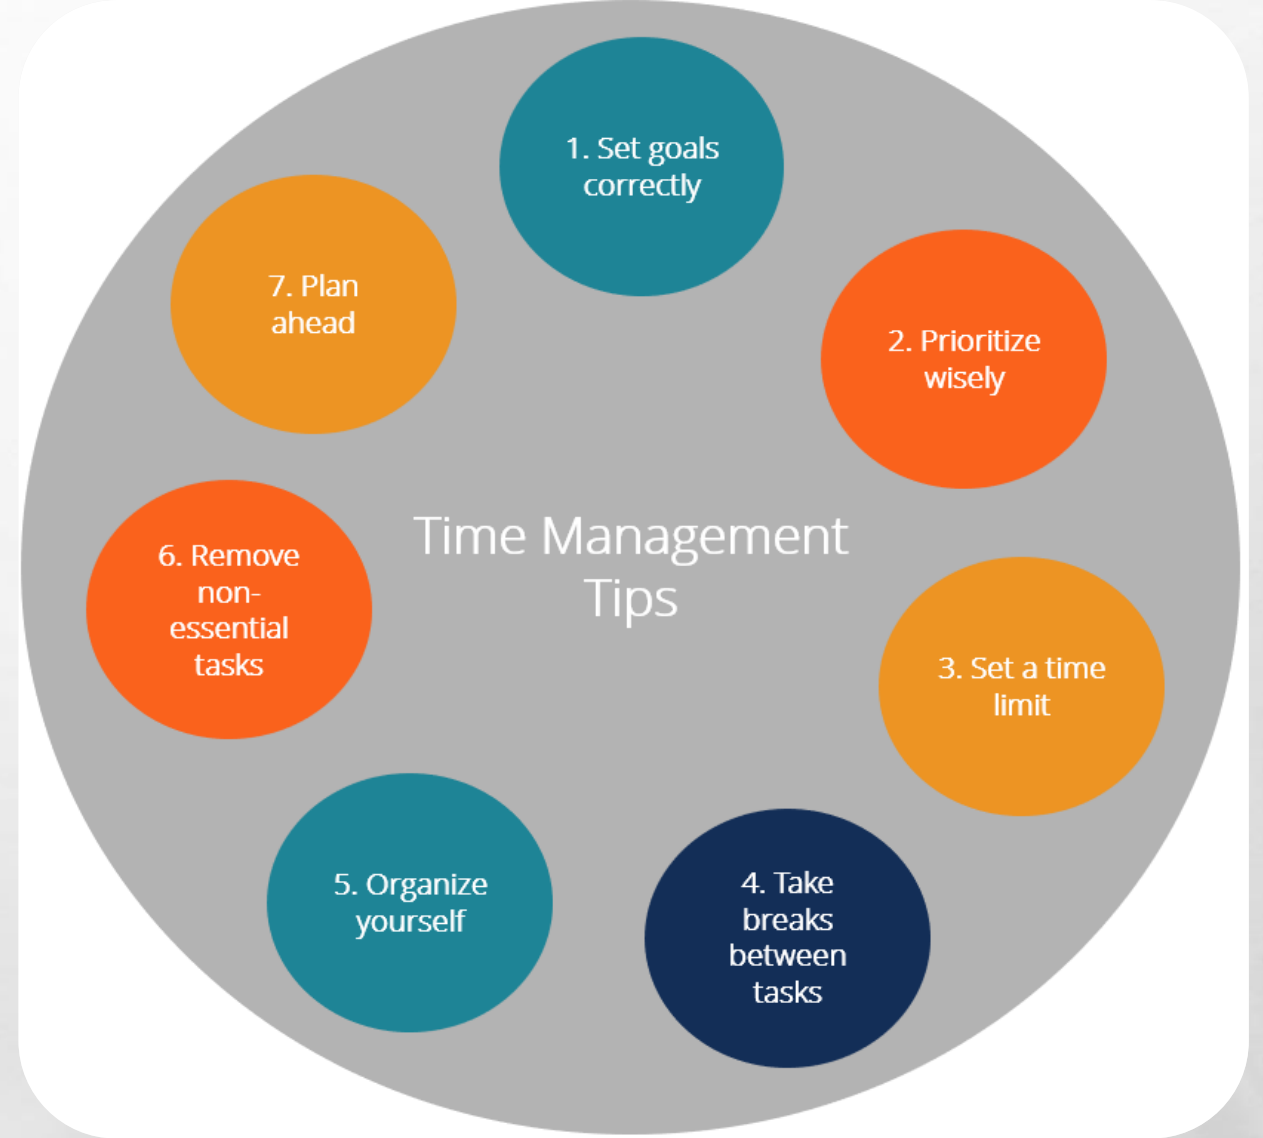 1. Set goals
correctly
2. Prioritize
wisely
3. Set a time
limit
4. Take
breaks
between
tasks
5. Organize
yourself
6. Remove
non-
essential
tasks
7. Plan
ahead
Time Management
Tips